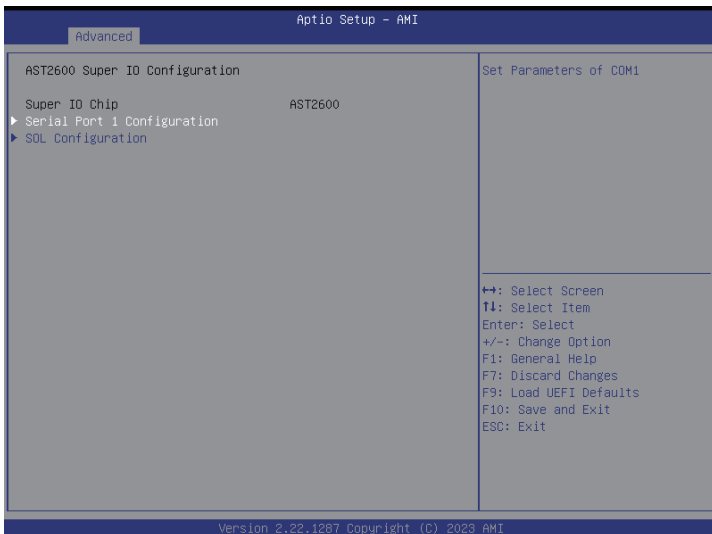 Aptio Setup – AMI
Advanced
AST2600 Super IO Configuration
Super IO Chip AST2600
▶ Serial Port 1 Configuration
▶ SOL Configuration
Set Parameters of COM1
↔: Select Screen
↑↓: Select Item
Enter: Select
+/-: Change Option
F1: General Help
F7: Discard Changes
F9: Load UEFI Defaults
F10: Save and Exit
ESC: Exit
Version 2.22.1287 Copyright (C) 2023 AMI